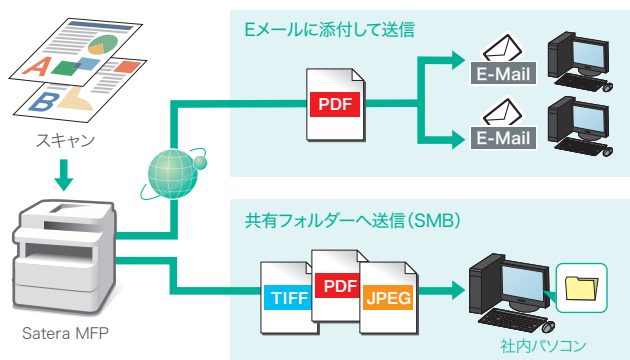 A
B
スキャン
Satera MFP
Eメールに添付して送信
PDF
E-Mail
E-Mail
共有フォルダーへ送信（SMB）
TIFF
PDF
JPEG
社内パソコン